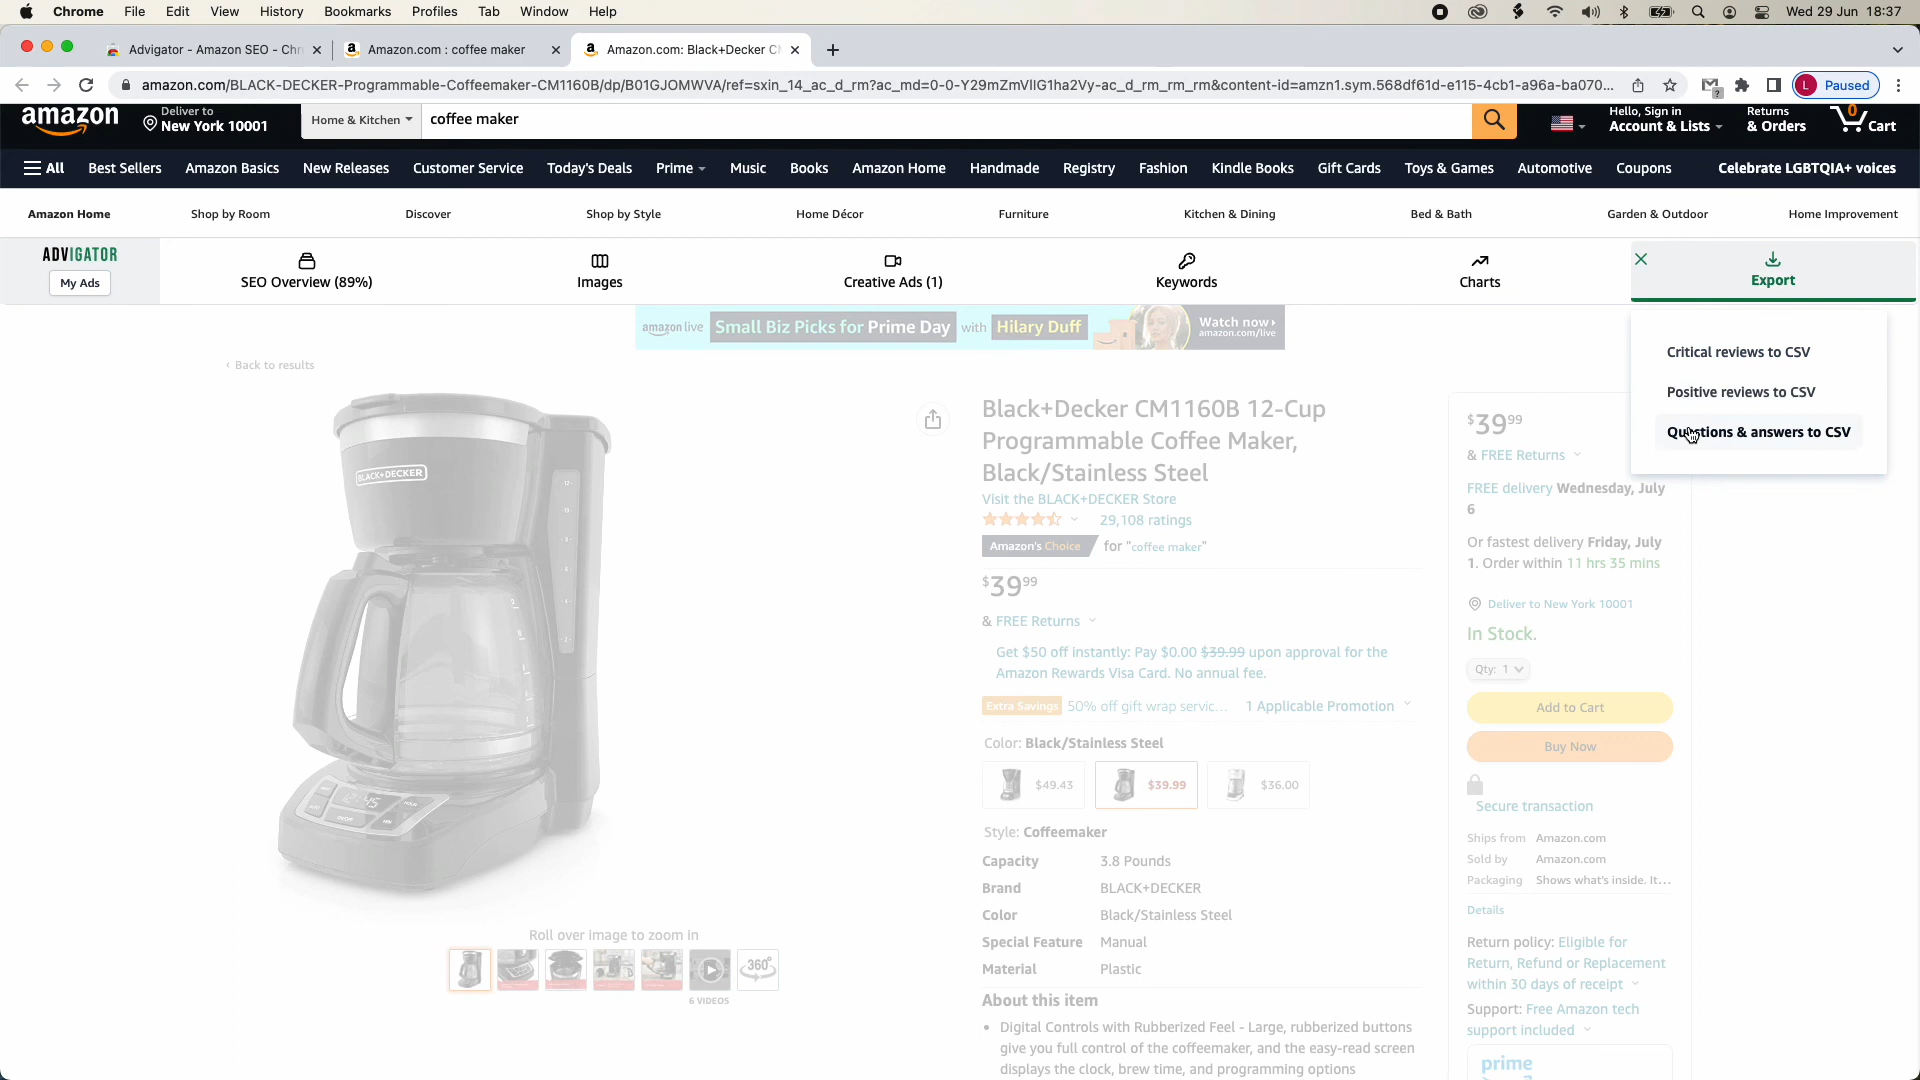 Chrome File Edit View History Bookmarks Profiles Tab Window Help Wed 29 Jun 18:37
Advigator - Amazon SEO - Chr Amazon.com : coffee maker Amazon.com: Black+Decker C
amazon.com/BLACK-DECKER-Programmable-Coffeemaker-CM1160B/dp/B01GJOMWVA/ref=sxin_14_ac_d_rm?ac_md=0-0-Y29mZmVlIG1ha2Vy-ac_d_rm_rm_rm&content-id=amzn1.sym.568df61d-e115-4cb1-a96a-ba070... L Paused
amazon Deliver to Home & Kitchen coffee maker Hello, Sign in Returns 0
New York 10001 Account & Lists & Orders Cart
All Best Sellers Amazon Basics New Releases Customer Service Today's Deals Prime Music Books Amazon Home Handmade Registry Fashion Kindle Books Gift Cards Toys & Games Automotive Coupons Celebrate LGBTQIA+ voices
Amazon Home Shop by Room Discover Shop by Style Home Décor Furniture Kitchen & Dining Bed & Bath Garden & Outdoor Home Improvement
ADVIGATOR
My Ads SEO Overview (89%) Images Creative Ads (1) Keywords Charts Export
amazon live Small Biz Picks for Prime Day with Hilary Duff Watch now
amazon.com/live
Critical reviews to CSV
Positive reviews to CSV
Questions & answers to CSV
‹ Back to results
BLACK+DECKER
12:45
Roll over image to zoom in
360°
6 VIDEOS
Black+Decker CM1160B 12-Cup
Programmable Coffee Maker,
Black/Stainless Steel
Visit the BLACK+DECKER Store
29,108 ratings
Amazon's Choice for "coffee maker"
$39 99
& FREE Returns
Get $50 off instantly: Pay $0.00 $39.99 upon approval for the
Amazon Rewards Visa Card. No annual fee.
Extra Savings 50% off gift wrap servic... 1 Applicable Promotion
Color: Black/Stainless Steel
$49.43 $39.99 $36.00
Style: Coffeemaker
Capacity 3.8 Pounds
Brand BLACK+DECKER
Color Black/Stainless Steel
Special Feature Manual
Material Plastic
About this item
• Digital Controls with Rubberized Feel - Large, rubberized buttons
give you full control of the coffeemaker, and the easy-read screen
displays the clock, brew time, and programming options
$39 99
& FREE Returns
FREE delivery Wednesday, July
6
Or fastest delivery Friday, July
1. Order within 11 hrs 35 mins
Deliver to New York 10001
In Stock.
Qty: 1
Add to Cart
Buy Now
Secure transaction
Ships from Amazon.com
Sold by Amazon.com
Packaging Shows what's inside. It...
Details
Return policy: Eligible for
Return, Refund or Replacement
within 30 days of receipt
Support: Free Amazon tech
support included
prime